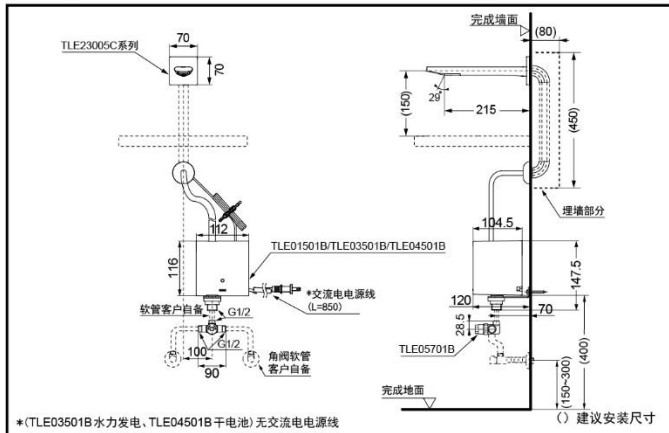 70
TLE23005C系列
70
112
TLE01501B/TLE03501B/TLE04501B
116
*交流电电源线
(L=850)
软管客户自备
G1/2
G1/2
100
90
角阀软管
客户自备
*(TLE03501B水力发电、TLE04501B干电池)无交流电电源线
完成墙面
(80)
29°
215
(150)
(450)
埋墙部分
104.5
147.5
120
70
28.5
TLE05701B
(400)
(150~300)
完成地面
()建议安装尺寸